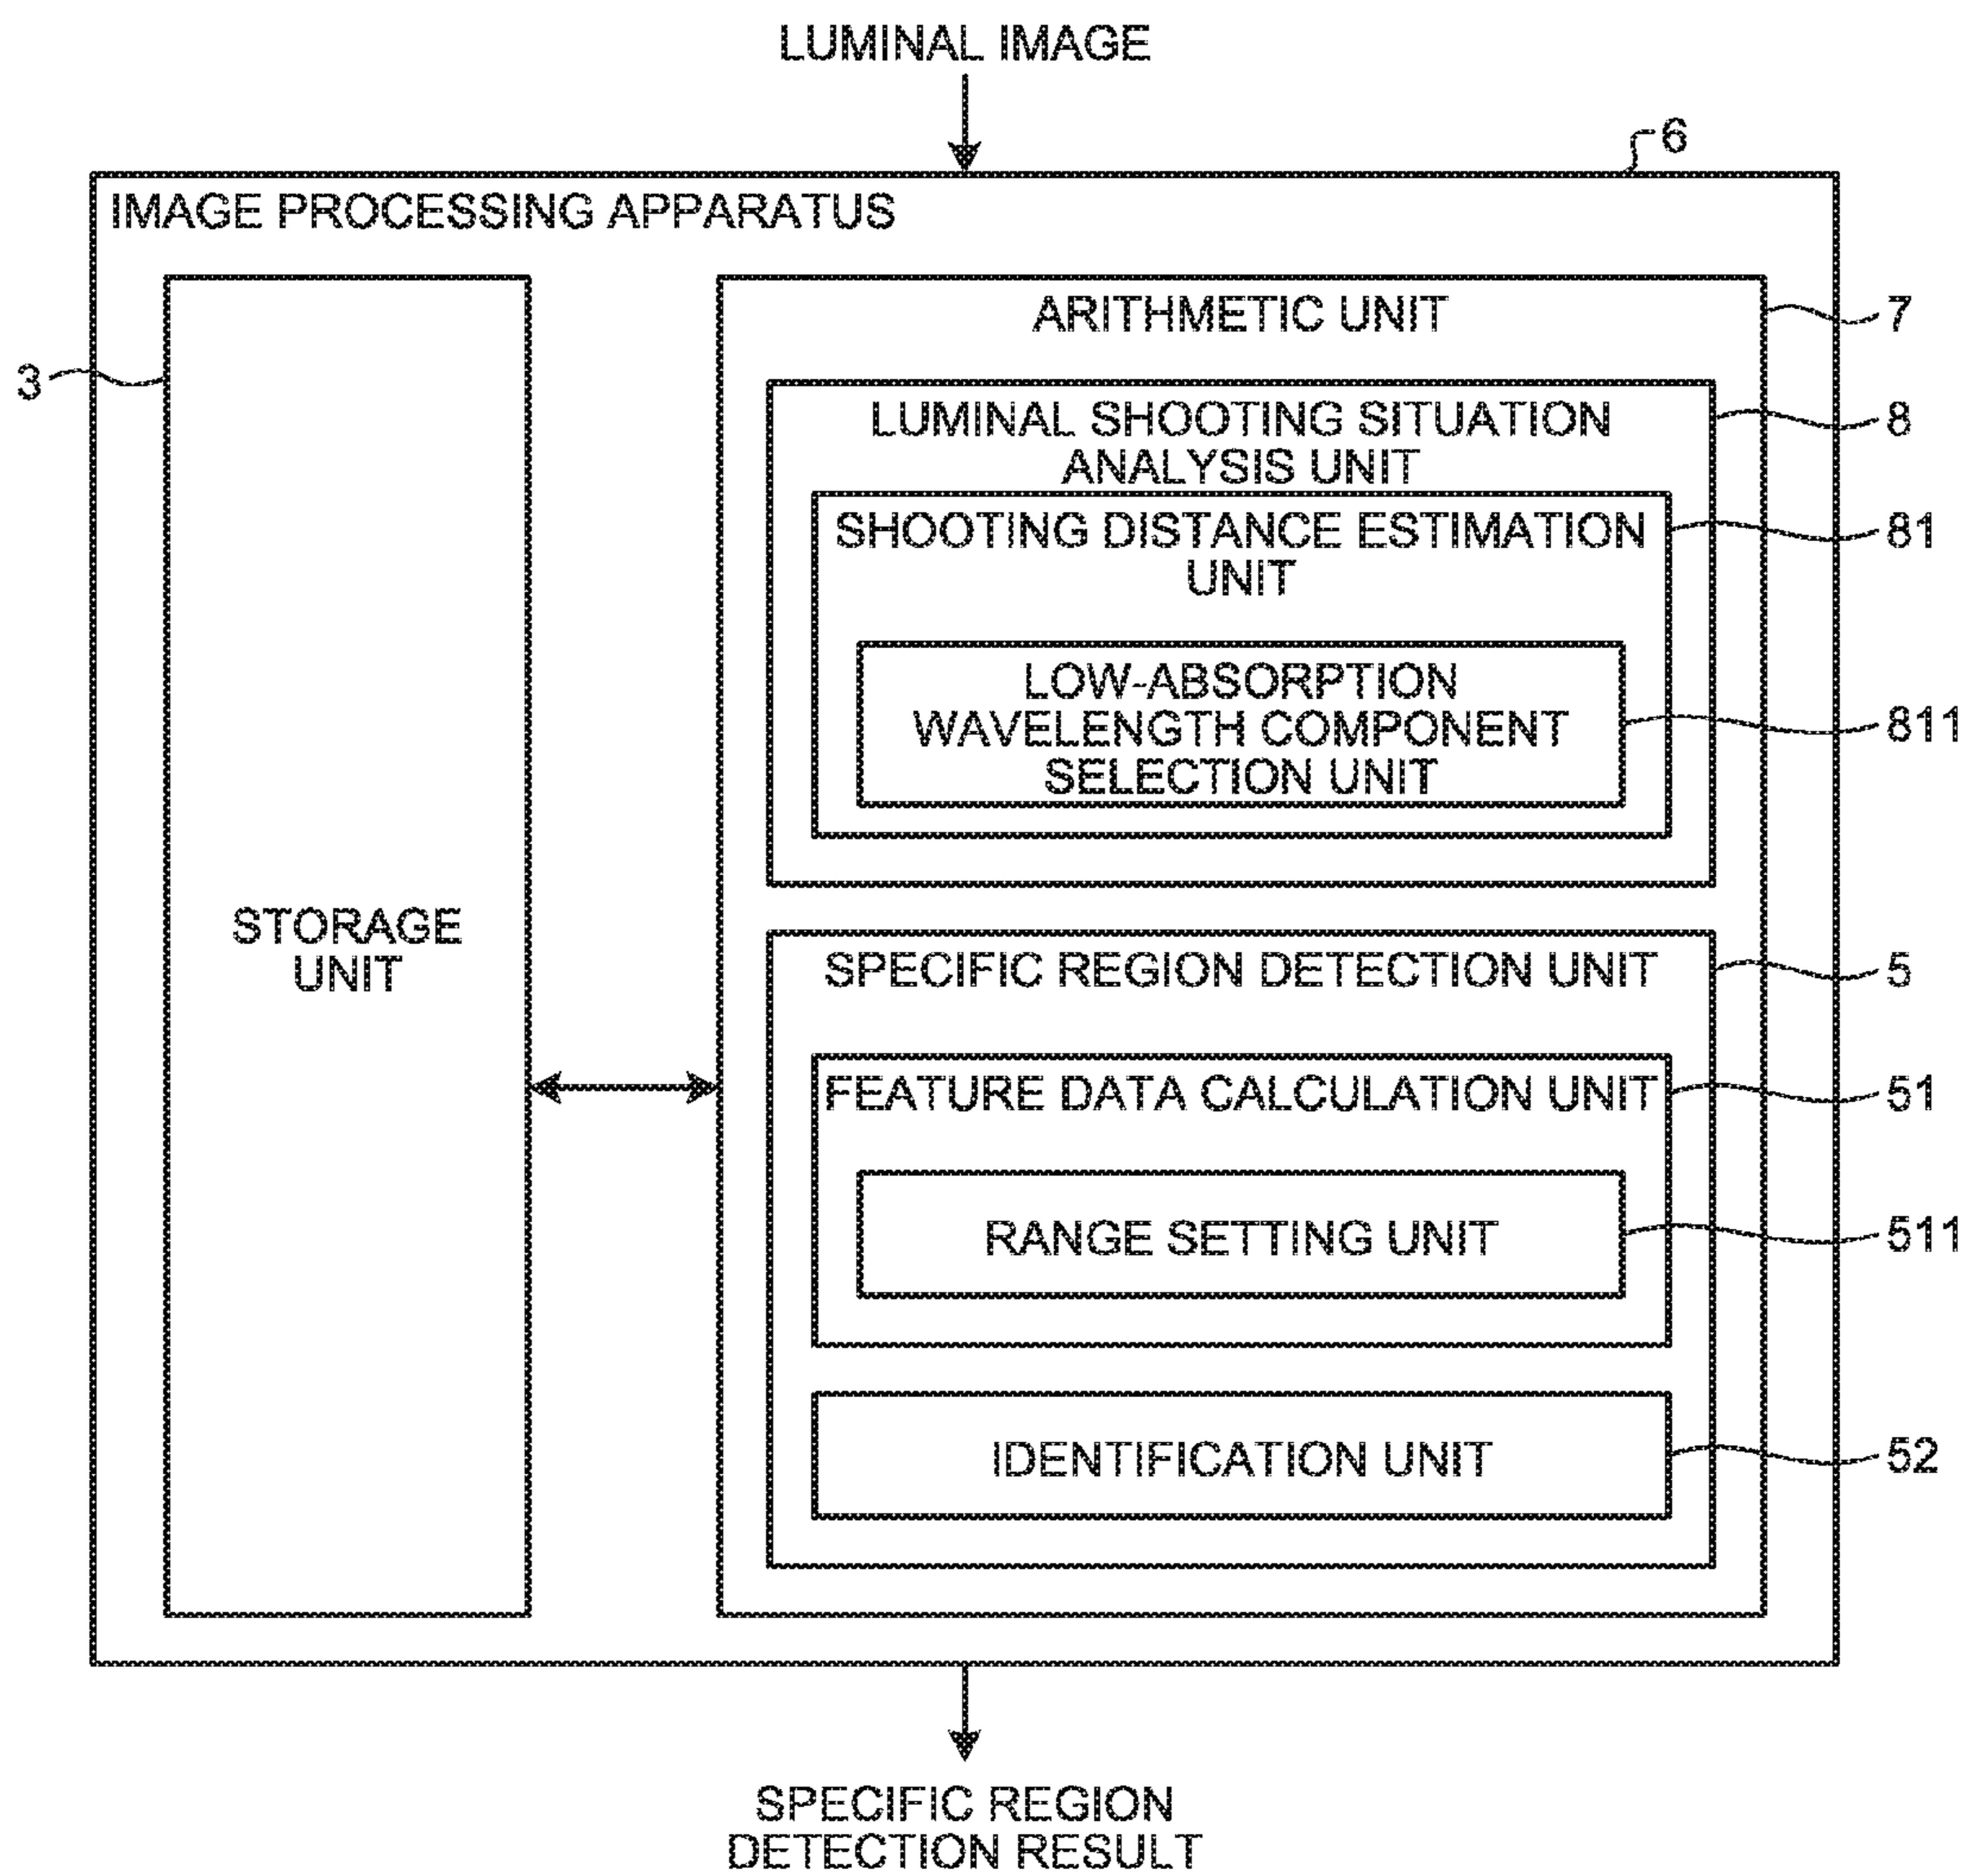 LUMINAL IMAGE
6
IMAGE PROCESSING APPARATUS
ARITHMETIC UNIT
7
3
LUMINAL SHOOTING SITUATION
ANALYSIS UNIT
8
SHOOTING DISTANCE ESTIMATION
UNIT
81
LOW-ABSORPTION
WAVELENGTH COMPONENT
SELECTION UNIT
811
STORAGE
UNIT
SPECIFIC REGION DETECTION UNIT
5
FEATURE DATA CALCULATION UNIT
51
RANGE SETTING UNIT
511
IDENTIFICATION UNIT
52
SPECIFIC REGION
DETECTION RESULT